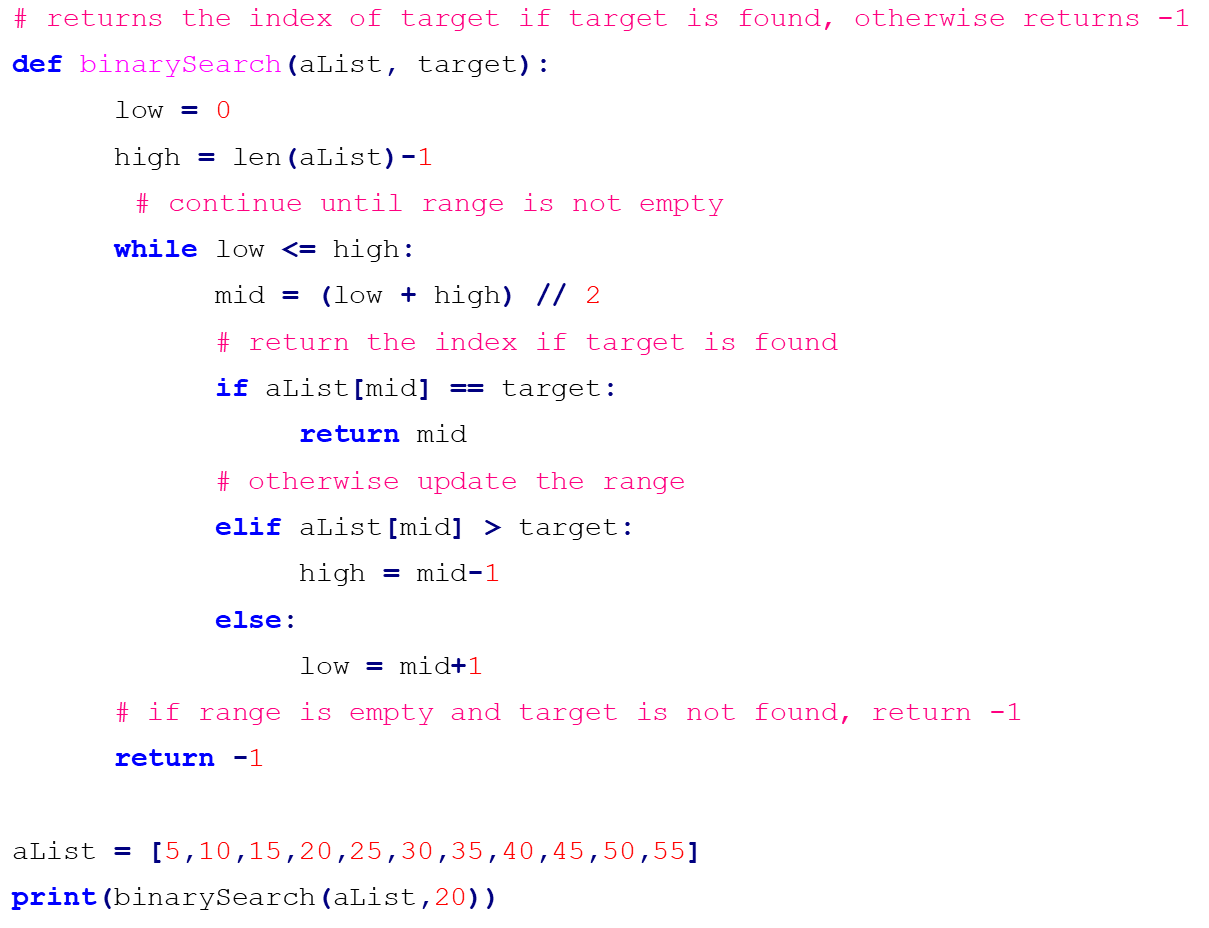 # returns the index of target if target is found, otherwise returns -1
def binarySearch(aList, target):
low = 0
high = len(aList)-1
# continue until range is not empty
while low <= high:
mid = (low + high) // 2
# return the index if target is found
if aList[mid] == target:
return mid
# otherwise update the range
elif aList[mid] > target:
high = mid-1
else:
low = mid+1
# if range is empty and target is not found, return -1
return -1
aList = [5,10,15,20,25,30,35,40,45,50,55]
print(binarySearch(aList,20))